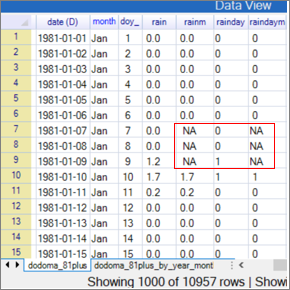 Data View
date (D) month doy_ rain rainm rainday raindaym
1 1981-01-01 Jan 1 0.0 0.0 0 0
2 1981-01-02 Jan 2 0.0 0.0 0 0
3 1981-01-03 Jan 3 0.0 0.0 0 0
4 1981-01-04 Jan 4 0.0 0.0 0 0
5 1981-01-05 Jan 5 0.0 0.0 0 0
6 1981-01-06 Jan 6 0.0 0.0 0 0
7 1981-01-07 Jan 7 0.0 NA 0 NA
8 1981-01-08 Jan 8 0.0 NA 0 NA
9 1981-01-09 Jan 9 1.2 NA 1 NA
10 1981-01-10 Jan 10 1.7 1.7 1 1
11 1981-01-11 Jan 11 0.2 0.2 0 0
12 1981-01-12 Jan 12 0.0 0.0 0 0
13 1981-01-13 Jan 13 0.0 0.0 0 0
14 1981-01-14 Jan 14 0.0 0.0 0 0
15 1981-01-15 Jan 15 0.0 0.0 0 0
dodoma_81plus dodoma_81plus_by_year_mont
Showing 1000 of 10957 rows | Showi